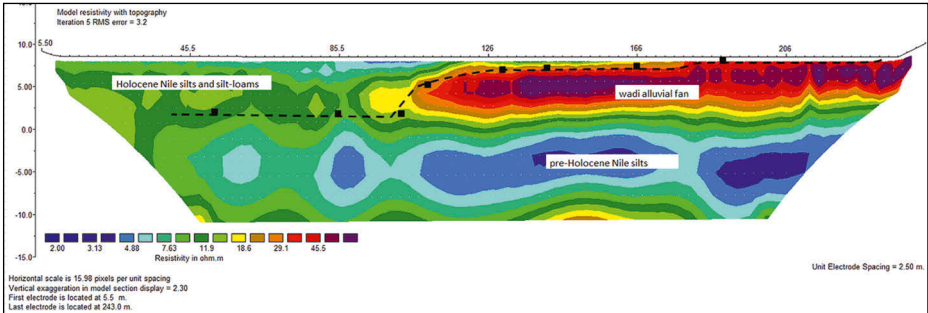 Model resistivity with topography
Iteration 5 RMS error = 3.2
10.0
5.50
45.5
85.5
126
166
206
5.0
0.0
-5.0
-10.0
-15.0
Holocene Nile silts and silt-loams
wadi alluvial fan
pre-Holocene Nile silts
2.00 3.13 4.88 7.63 11.9 18.6 29.1 45.5
Resistivity in ohm.m
Unit Electrode Spacing = 2.50 m.
Horizontal scale is 15.98 pixels per unit spacing
Vertical exaggeration in model section display = 2.30
First electrode is located at 5.5 m.
Last electrode is located at 243.0 m.